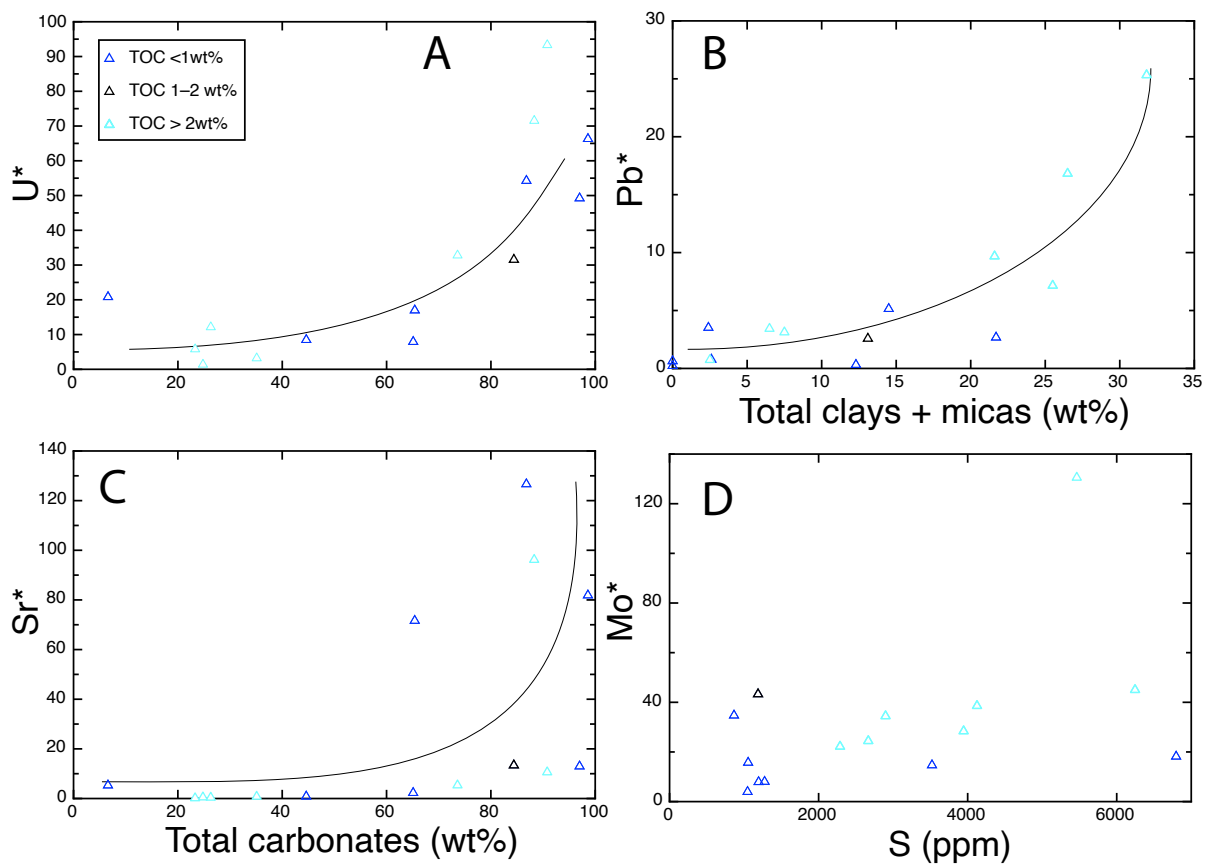 100
90
80
70
60
50
40
30
20
10
0
U*
TOC <1wt%
TOC 1–2 wt%
TOC > 2wt%
A
0 20 40 60 80 100
30
20
10
0
Pb*
B
0 5 10 15 20 25 30 35
Total clays + micas (wt%)
140
120
100
80
60
40
20
0
Sr*
C
0 20 40 60 80 100
Total carbonates (wt%)
120
80
40
0
Mo*
D
2000 4000 6000
S (ppm)